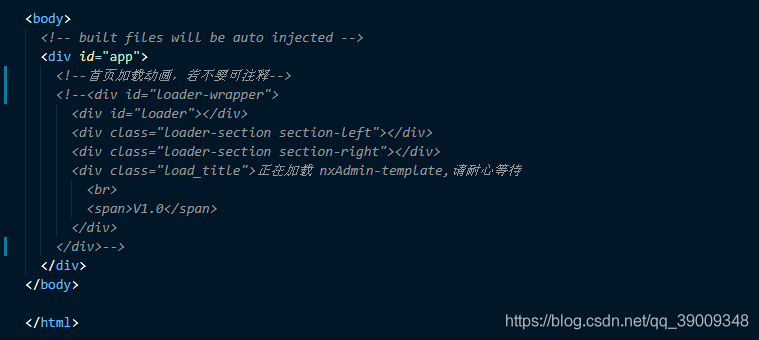 <body>
<!-- built files will be auto injected -->
<div id="app">
<!--首页加载动画，若不要可注释-->
<!--<div id="loader-wrapper">
<div id="loader"></div>
<div class="loader-section section-left"></div>
<div class="loader-section section-right"></div>
<div class="load_title">正在加载 nxAdmin-template,请耐心等待
<br>
<span>V1.0</span>
</div>
</div>-->
</div>
</body>
</html>
https://blog.csdn.net/qq_39009348